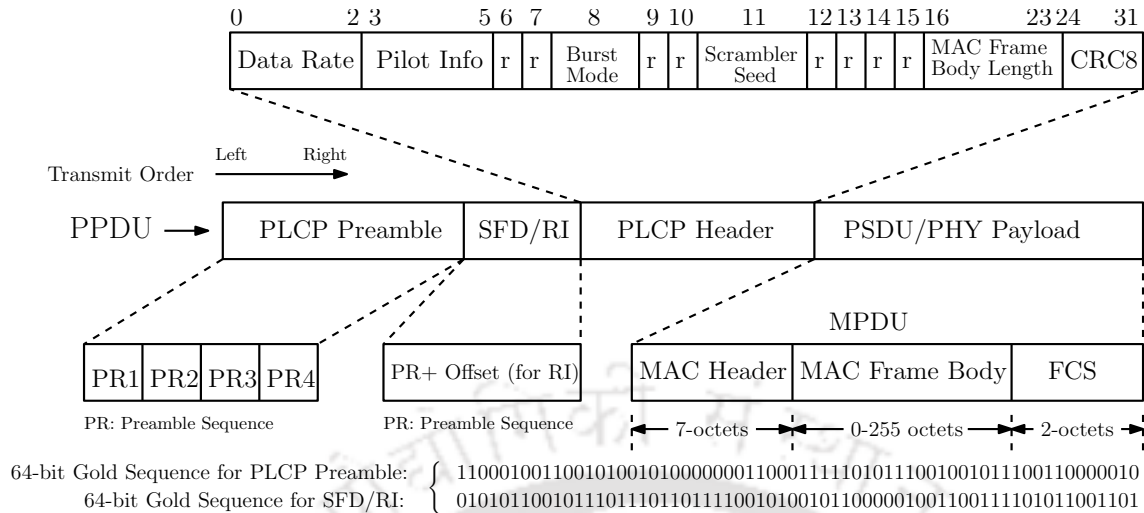 0 2 3 5 6 7 8 9 10 11 12 13 14 15 16 23 24 31
Data Rate Pilot Info r r Burst Mode r r Scrambler Seed r r r r MAC Frame Body Length CRC8
Left Right
Transmit Order
PPDU
PLCP Preamble SFD/RI PLCP Header PSDU/PHY Payload
MPDU
PR1 PR2 PR3 PR4 PR+ Offset (for RI) MAC Header MAC Frame Body FCS
PR: Preamble Sequence PR: Preamble Sequence
7-octets 0-255 octets 2-octets
64-bit Gold Sequence for PLCP Preamble:
64-bit Gold Sequence for SFD/RI: 0101011001011101110110111100101001011000001001100111101011001101